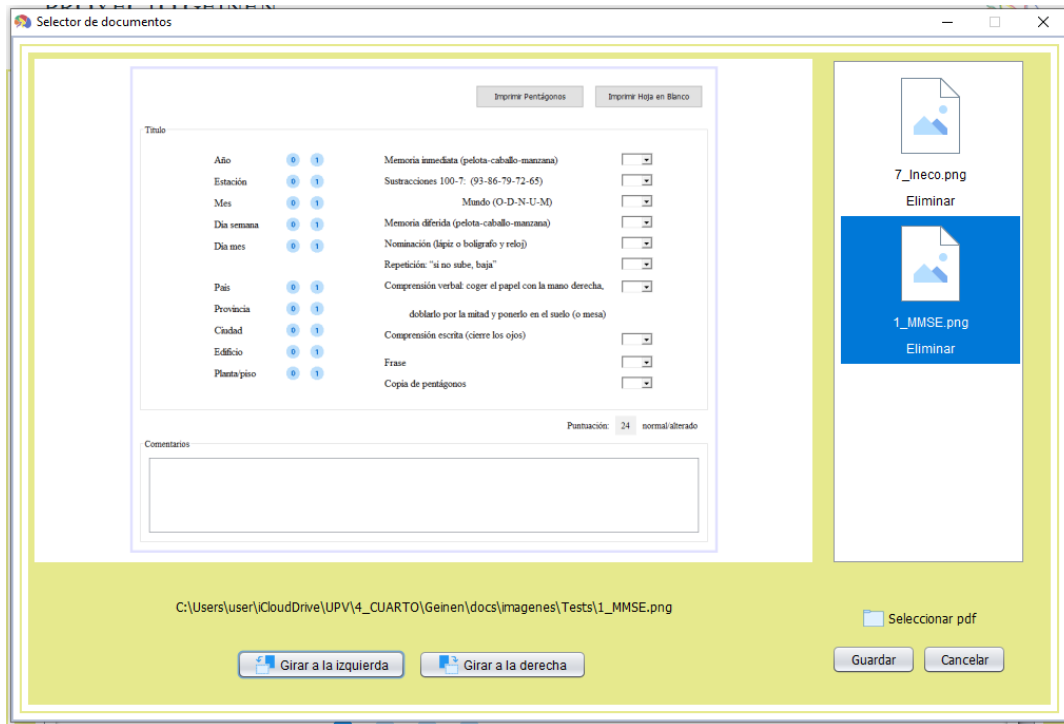 PROYECTO GEINEN
Selector de documentos
Imprimir Pentágonos Imprimir Hoja en Blanco
Titulo
Año 0 1 Memoria inmediata (pelota-caballo-manzana)
Estación 0 1 Sustracciones 100-7: (93-86-79-72-65)
Mes 0 1 Mundo (O-D-N-U-M)
Dia semana 0 1 Memoria diferida (pelota-caballo-manzana)
Dia mes 0 1 Nominación (lápiz o bolígrafo y reloj)
Repetición: "si no sube, baja"
Pais 0 1 Comprensión verbal: coger el papel con la mano derecha,
Provincia 0 1 doblarlo por la mitad y ponerlo en el suelo (o mesa)
Ciudad 0 1 Comprensión escrita (cierre los ojos)
Edificio 0 1
Frase
Planta/piso 0 1
Copia de pentágonos
Puntuación: 24 normal/alterado
Comentarios
7_Ineco.png
Eliminar
1_MMSE.png
Eliminar
C:\Users\user\iCloudDrive\UPV\4_CUARTO\Geinen\docs\imagenes\Tests\1_MMSE.png
Seleccionar pdf
Girar a la izquierda Girar a la derecha
Guardar Cancelar